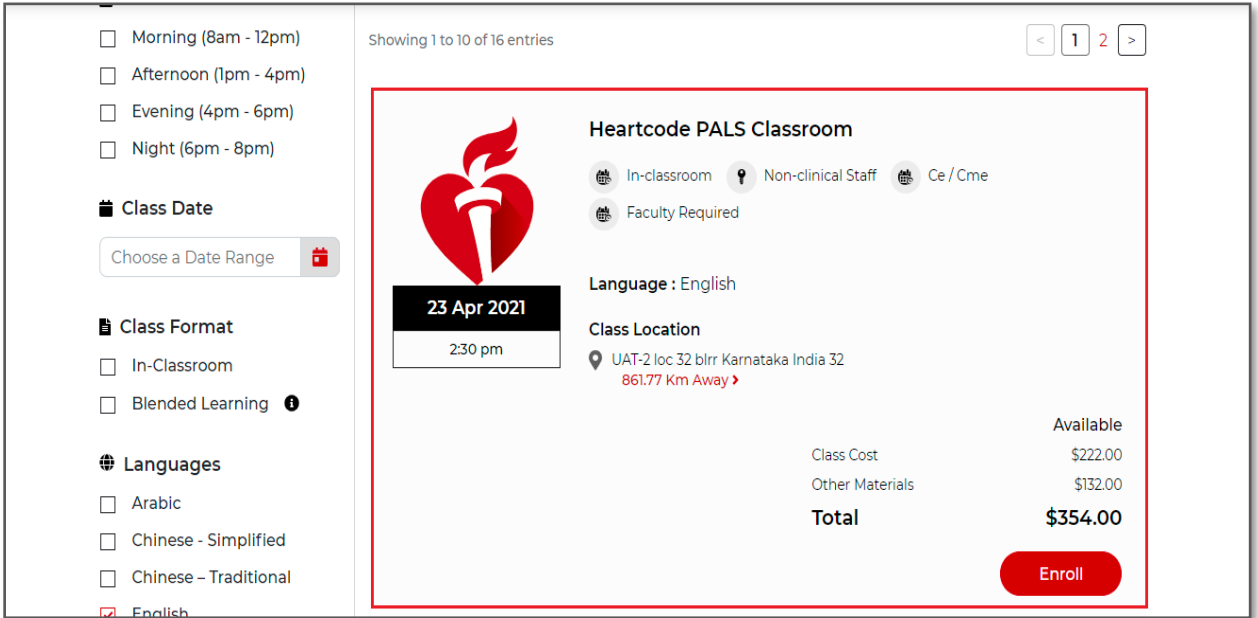 Morning (8am - 12pm)
Afternoon (1pm - 4pm)
Evening (4pm - 6pm)
Night (6pm - 8pm)
Class Date
Choose a Date Range
Class Format
In-Classroom
Blended Learning
Languages
Arabic
Chinese - Simplified
Chinese – Traditional
English
Showing 1 to 10 of 16 entries
< 1 2 >
Heartcode PALS Classroom
In-classroom Non-clinical Staff Ce / Cme
Faculty Required
23 Apr 2021
2:30 pm
Language : English
Class Location
UAT-2 loc 32 blrr Karnataka India 32
861.77 Km Away >
Available
Class Cost $222.00
Other Materials $132.00
Total $354.00
Enroll